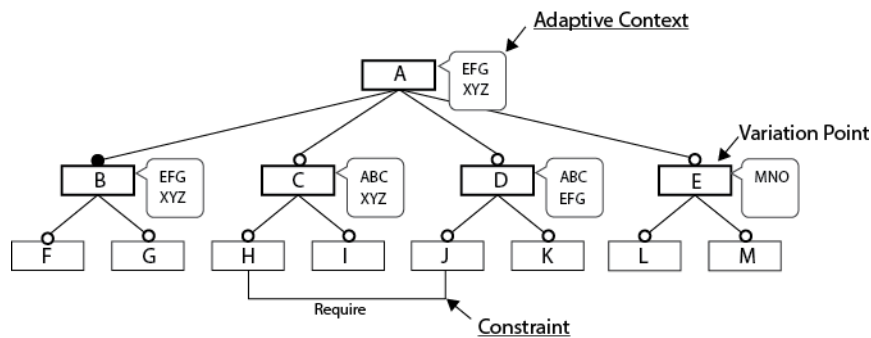 Adaptive Context
A
EFG
XYZ
Variation Point
B
EFG
XYZ
C
ABC
XYZ
D
ABC
EFG
E
MNO
F
G
H
I
J
K
L
M
Require
Constraint